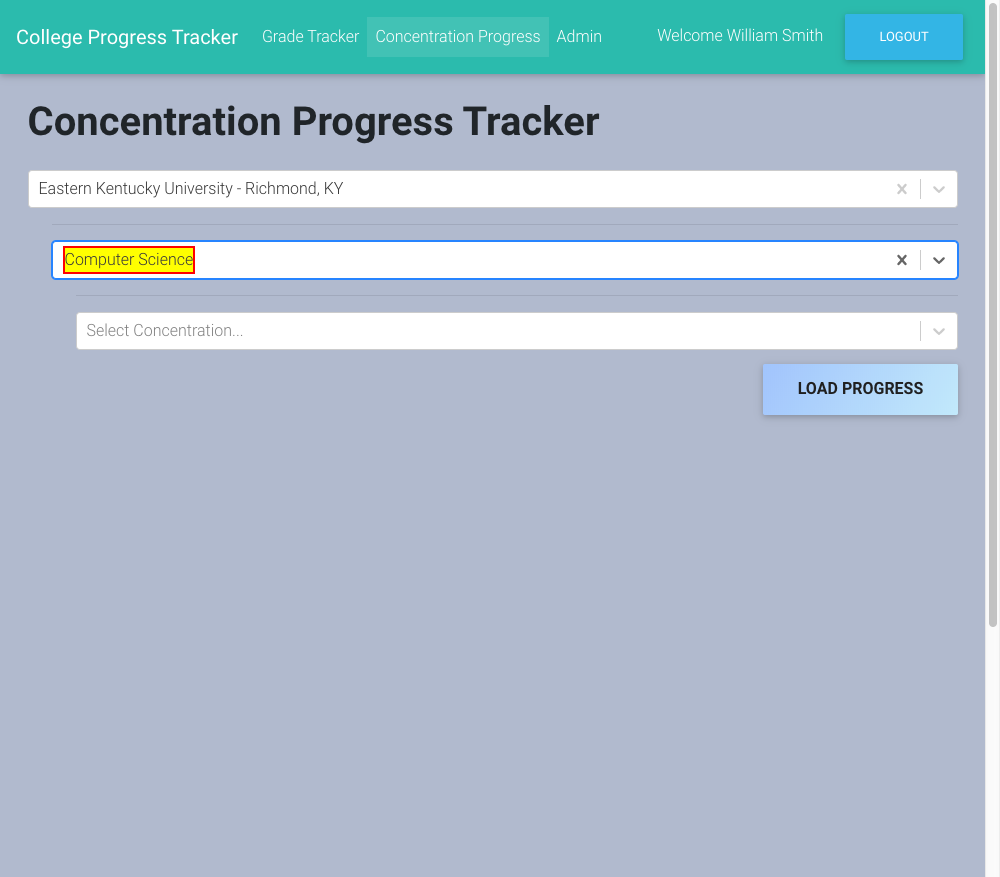 College Progress Tracker Grade Tracker Concentration Progress Admin Welcome William Smith LOGOUT
Concentration Progress Tracker
Eastern Kentucky University - Richmond, KY
Computer Science
Select Concentration...
LOAD PROGRESS